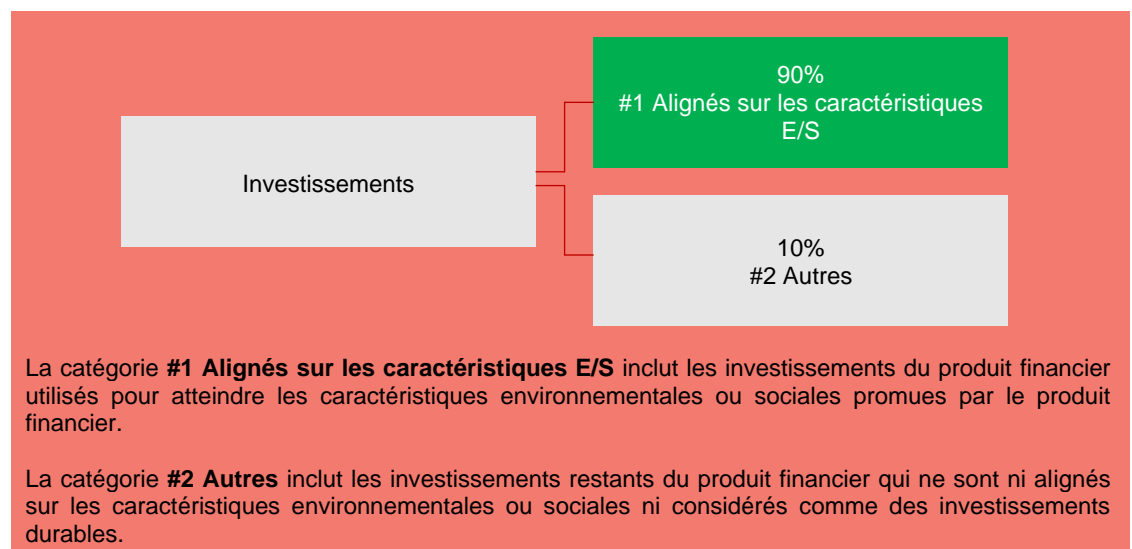 90%
#1 Alignés sur les caractéristiques
E/S
Investissements
10%
#2 Autres
La catégorie #1 Alignés sur les caractéristiques E/S inclut les investissements du produit financier
utilisés pour atteindre les caractéristiques environnementales ou sociales promues par le produit
financier.
La catégorie #2 Autres inclut les investissements restants du produit financier qui ne sont ni alignés
sur les caractéristiques environnementales ou sociales ni considérés comme des investissements
durables.